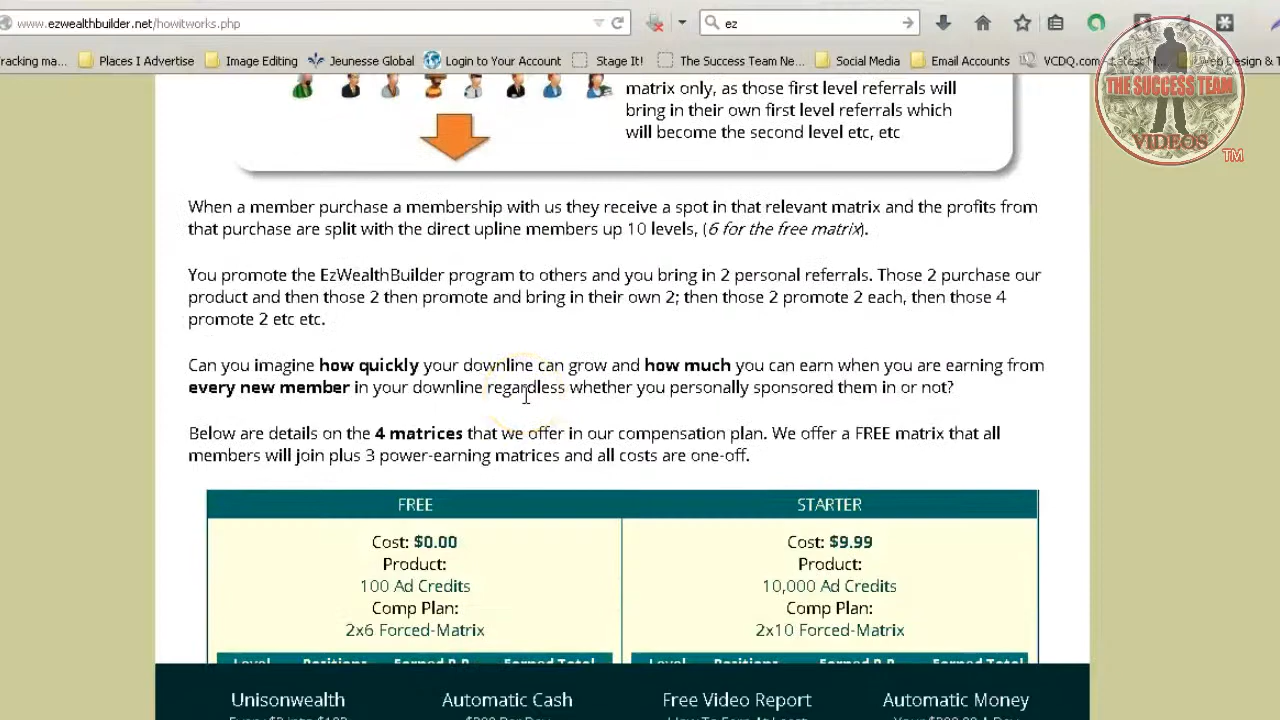 www.ezwealthbuilder.net/howitworks.php
ez
Tracking ma...
Places I Advertise
Image Editing
Jeunesse Global
Login to Your Account
Stage It!
The Success Team Ne...
Social Media
Email Accounts
VCDQ.com
THE SUCCESS TEAM
VIDEOS
TM
matrix only, as those first level referrals will
bring in their own first level referrals which
will become the second level etc, etc
When a member purchase a membership with us they receive a spot in that relevant matrix and the profits from
that purchase are split with the direct upline members up 10 levels, (6 for the free matrix).
You promote the EzWealthBuilder program to others and you bring in 2 personal referrals. Those 2 purchase our
product and then those 2 then promote and bring in their own 2; then those 2 promote 2 each, then those 4
promote 2 etc etc.
Can you imagine how quickly your downline can grow and how much you can earn when you are earning from
every new member in your downline regardless whether you personally sponsored them in or not?
Below are details on the 4 matrices that we offer in our compensation plan. We offer a FREE matrix that all
members will join plus 3 power-earning matrices and all costs are one-off.
FREE
Cost: $0.00
Product:
100 Ad Credits
Comp Plan:
2x6 Forced-Matrix
STARTER
Cost: $9.99
Product:
10,000 Ad Credits
Comp Plan:
2x10 Forced-Matrix
Unisonwealth
Automatic Cash
Free Video Report
Automatic Money